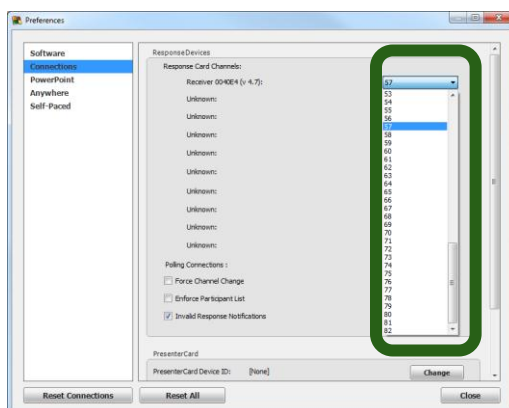 Preferences
Software
Connections
PowerPoint
Anywhere
Self-Paced
ResponseDevices
Response Card Channels:
Receiver 0040E4 (v 4.7):
57
Unknown:
Unknown:
Unknown:
Unknown:
Unknown:
Unknown:
Unknown:
Unknown:
53
54
55
56
57
58
59
60
61
62
63
64
65
66
67
68
69
70
71
72
73
74
75
76
77
78
79
80
81
82
Polling Connections :
Force Channel Change
Enforce Participant List
Invalid Response Notifications
PresenterCard
PresenterCard Device ID: [None]
Change
Reset Connections
Reset All
Close